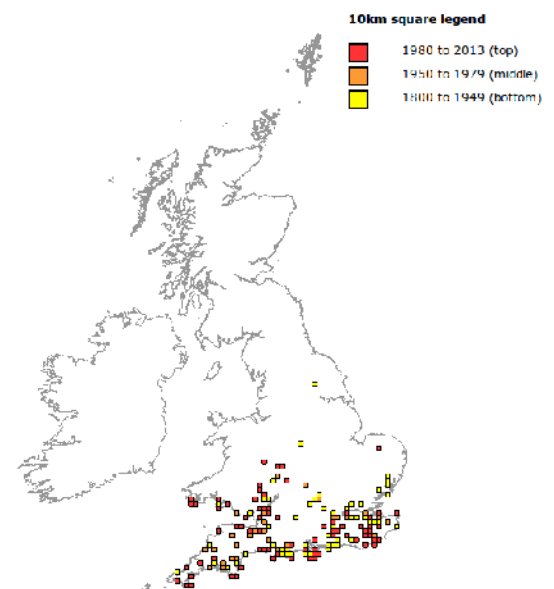 10km square legend
1980 to 2013 (top)
1950 to 1979 (middle)
1800 to 1949 (bottom)